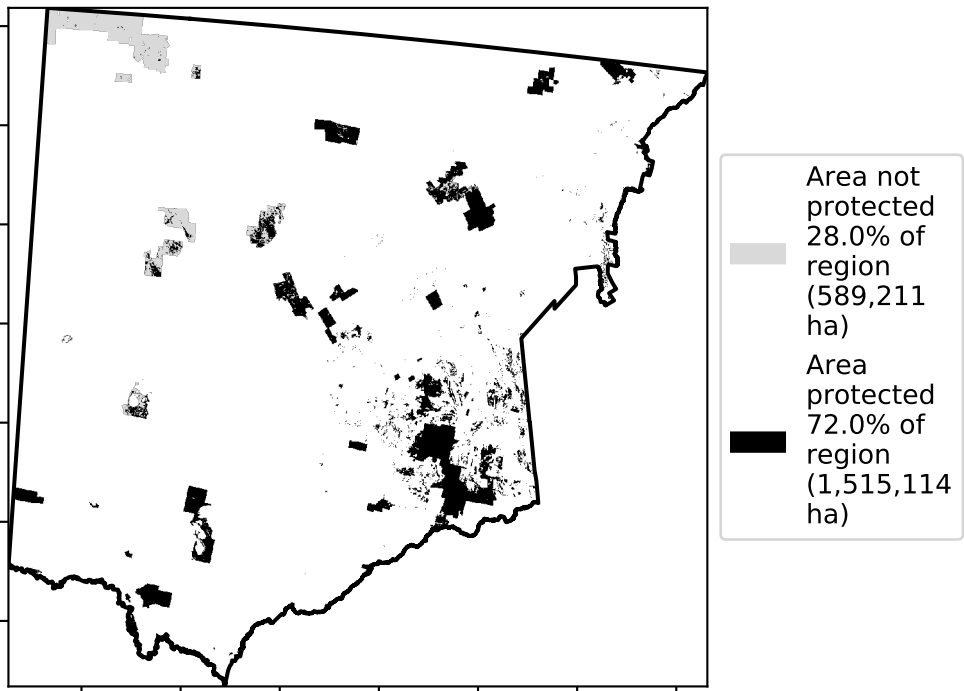 Area not
protected
28.0% of
region
(589,211
ha)
Area
protected
72.0% of
region
(1,515,114
ha)